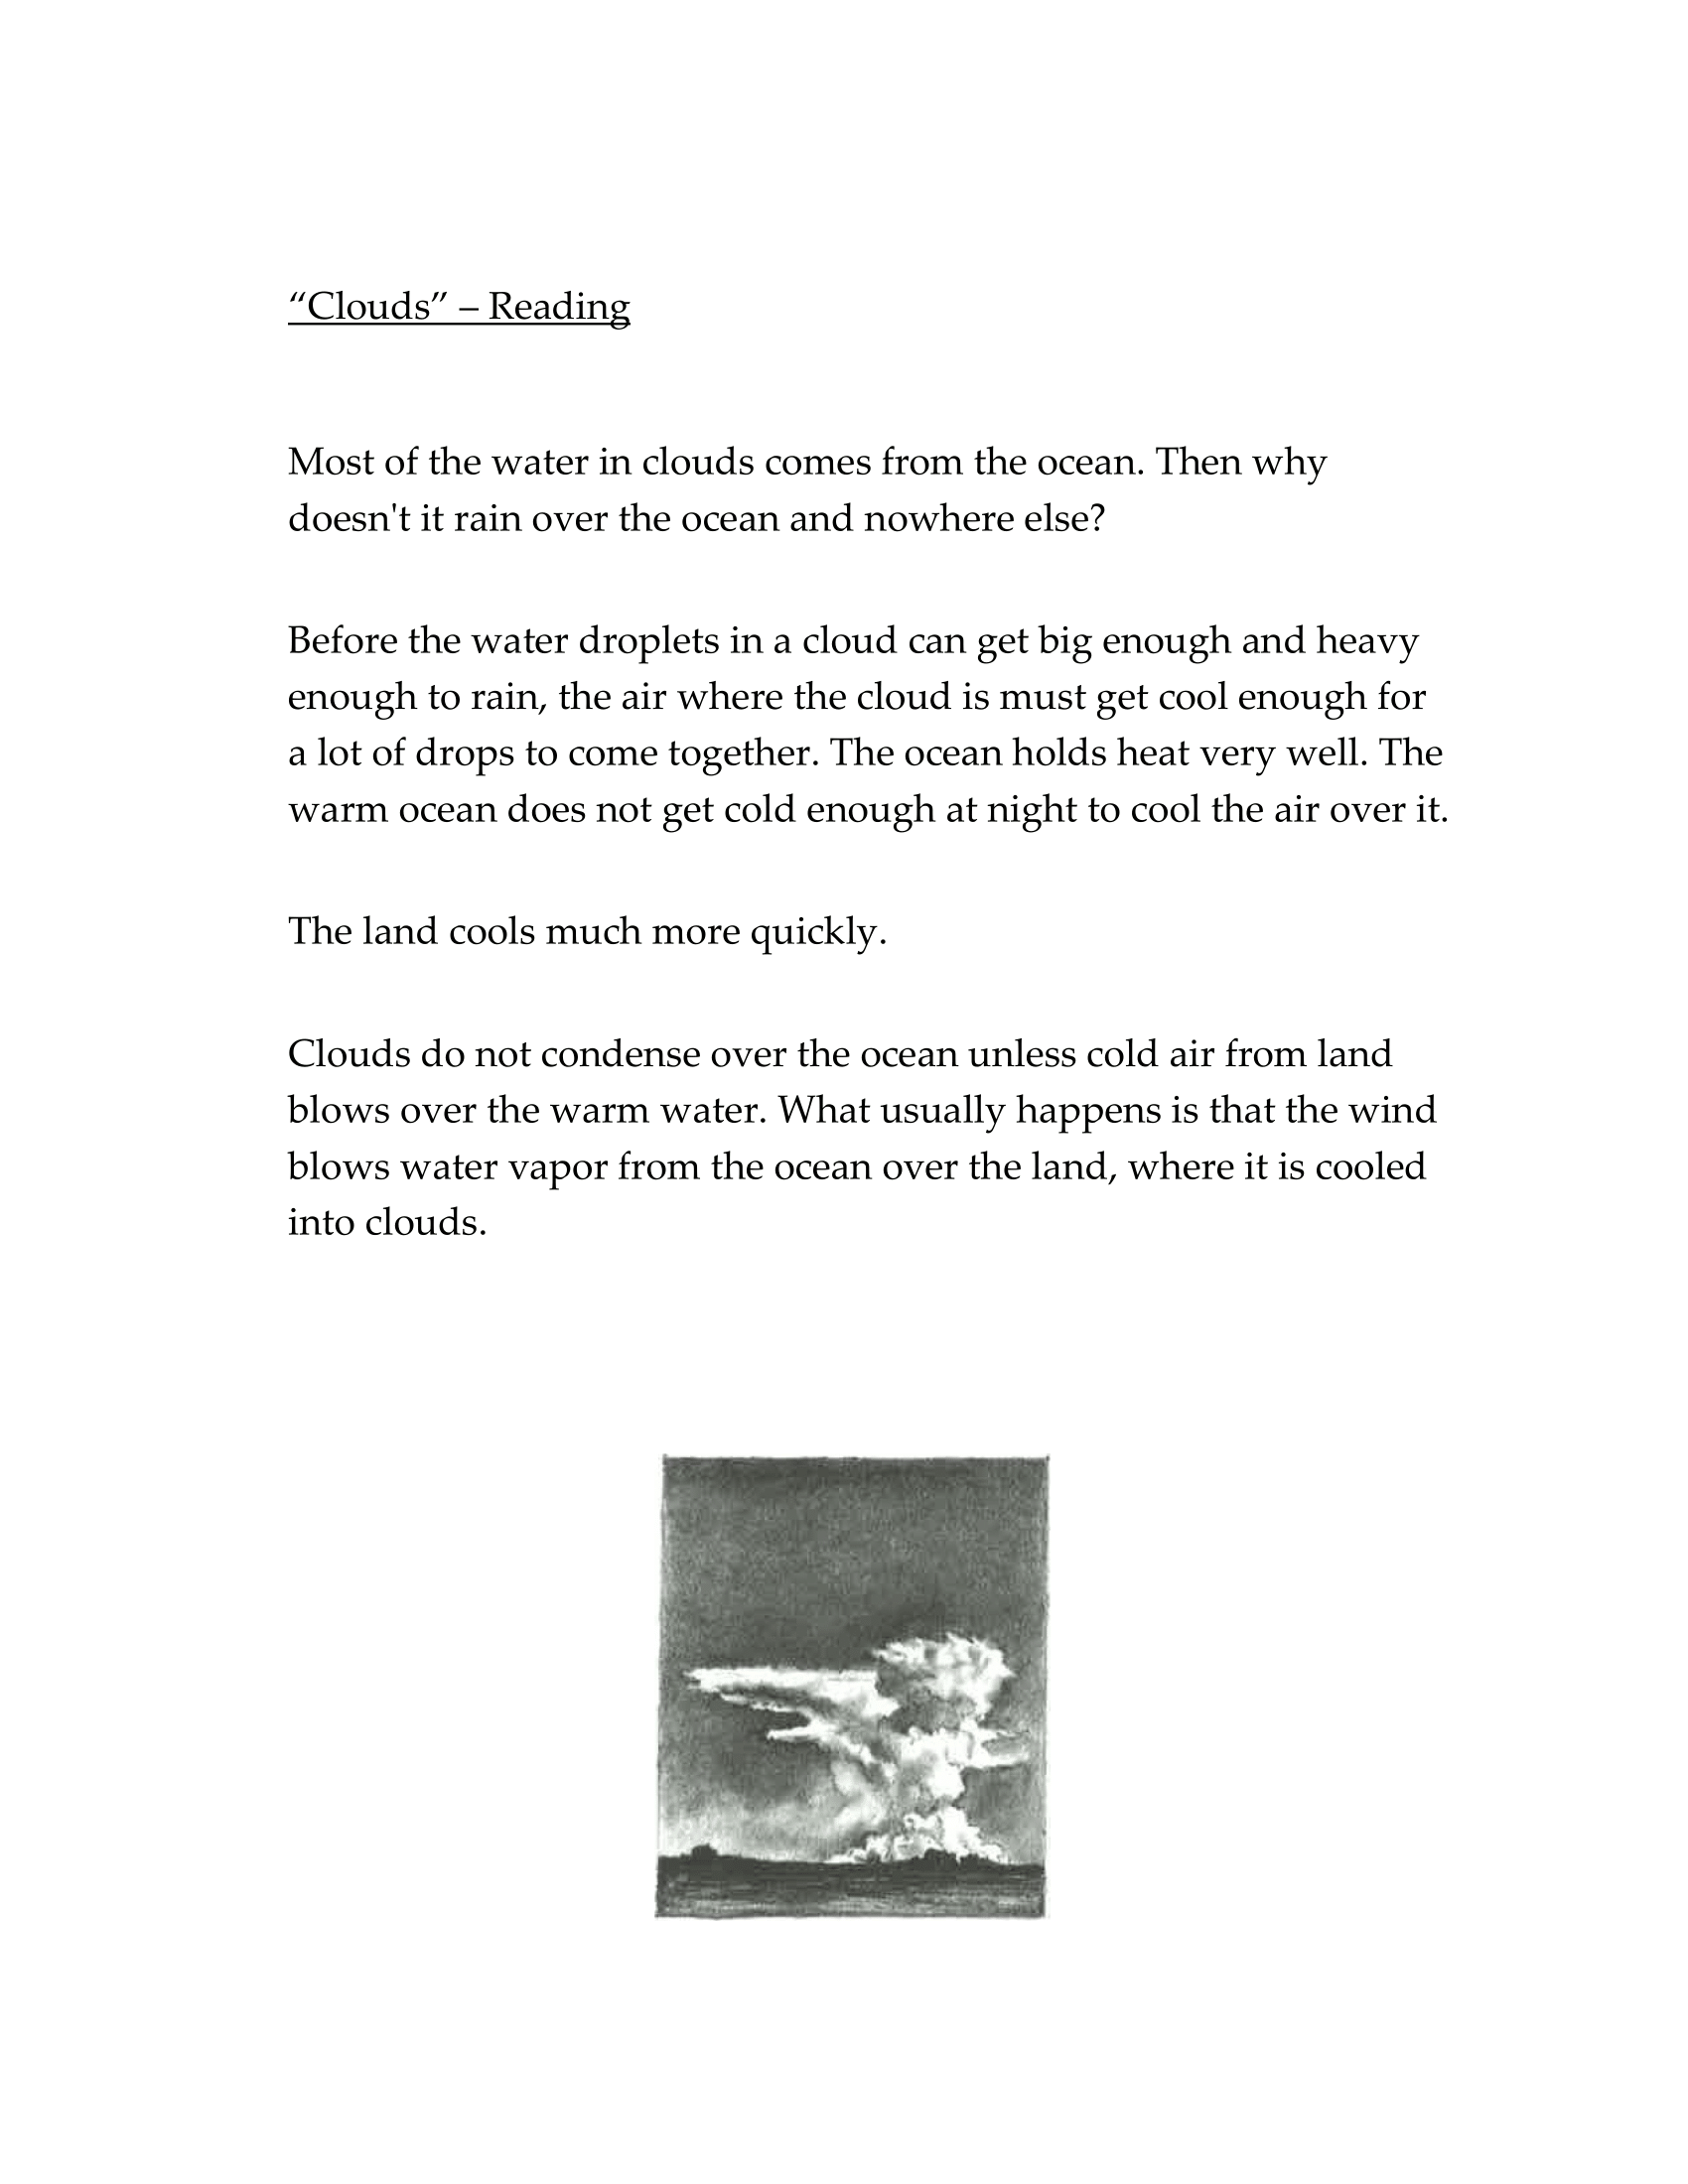 “Clouds” – Reading
Most of the water in clouds comes from the ocean. Then why
doesn't it rain over the ocean and nowhere else?
Before the water droplets in a cloud can get big enough and heavy
enough to rain, the air where the cloud is must get cool enough for
a lot of drops to come together. The ocean holds heat very well. The
warm ocean does not get cold enough at night to cool the air over it.
The land cools much more quickly.
Clouds do not condense over the ocean unless cold air from land
blows over the warm water. What usually happens is that the wind
blows water vapor from the ocean over the land, where it is cooled
into clouds.